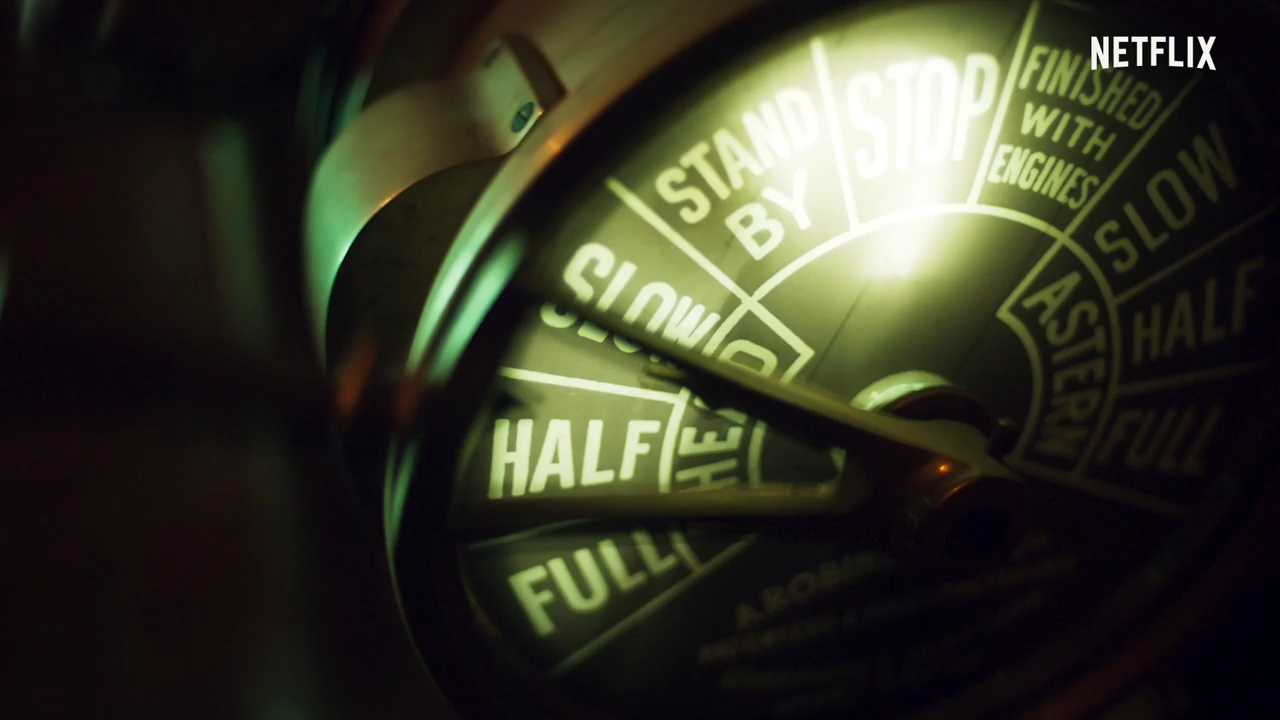 NETFLIX
FULL
HALF
SLOW
STAND
BY
STOP
FINISHED
WITH
ENGINES
SLOW
HALF
FULL
ASTERN